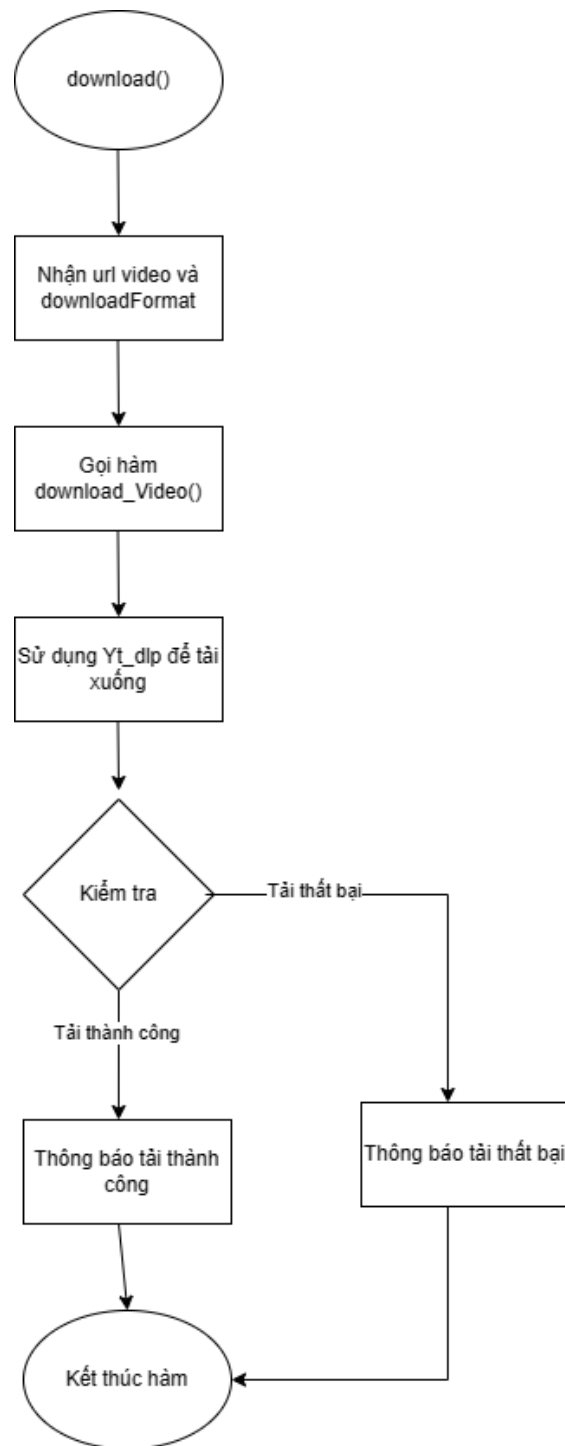 download()
Nhận url video và
downloadFormat
Gọi hàm
download_Video()
Sử dụng Yt_dlp để tải
xuống
Kiểm tra
Tải thất bại
Tải thành công
Thông báo tải thành
công
Thông báo tải thất bại
Kết thúc hàm